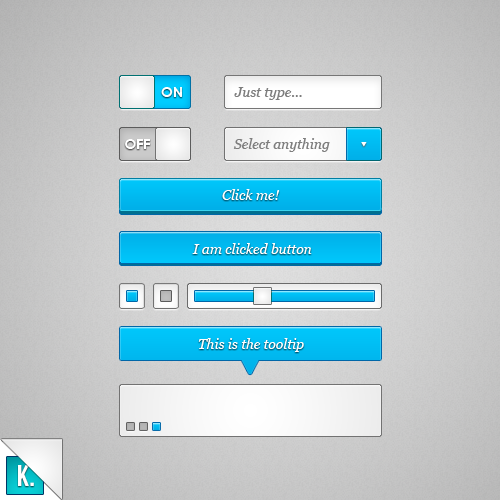 ON
Just type...
OFF
Select anything
Click me!
I am clicked button
This is the tooltip
K.